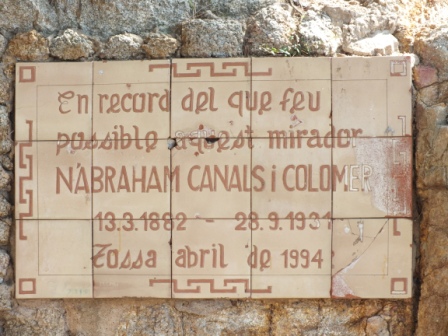 En record del que feu
possible aquest mirador
N'ABRAHAM CANALS i COLOMER
13.3.1882 - 28.9.1931
Tossa abril de 1994